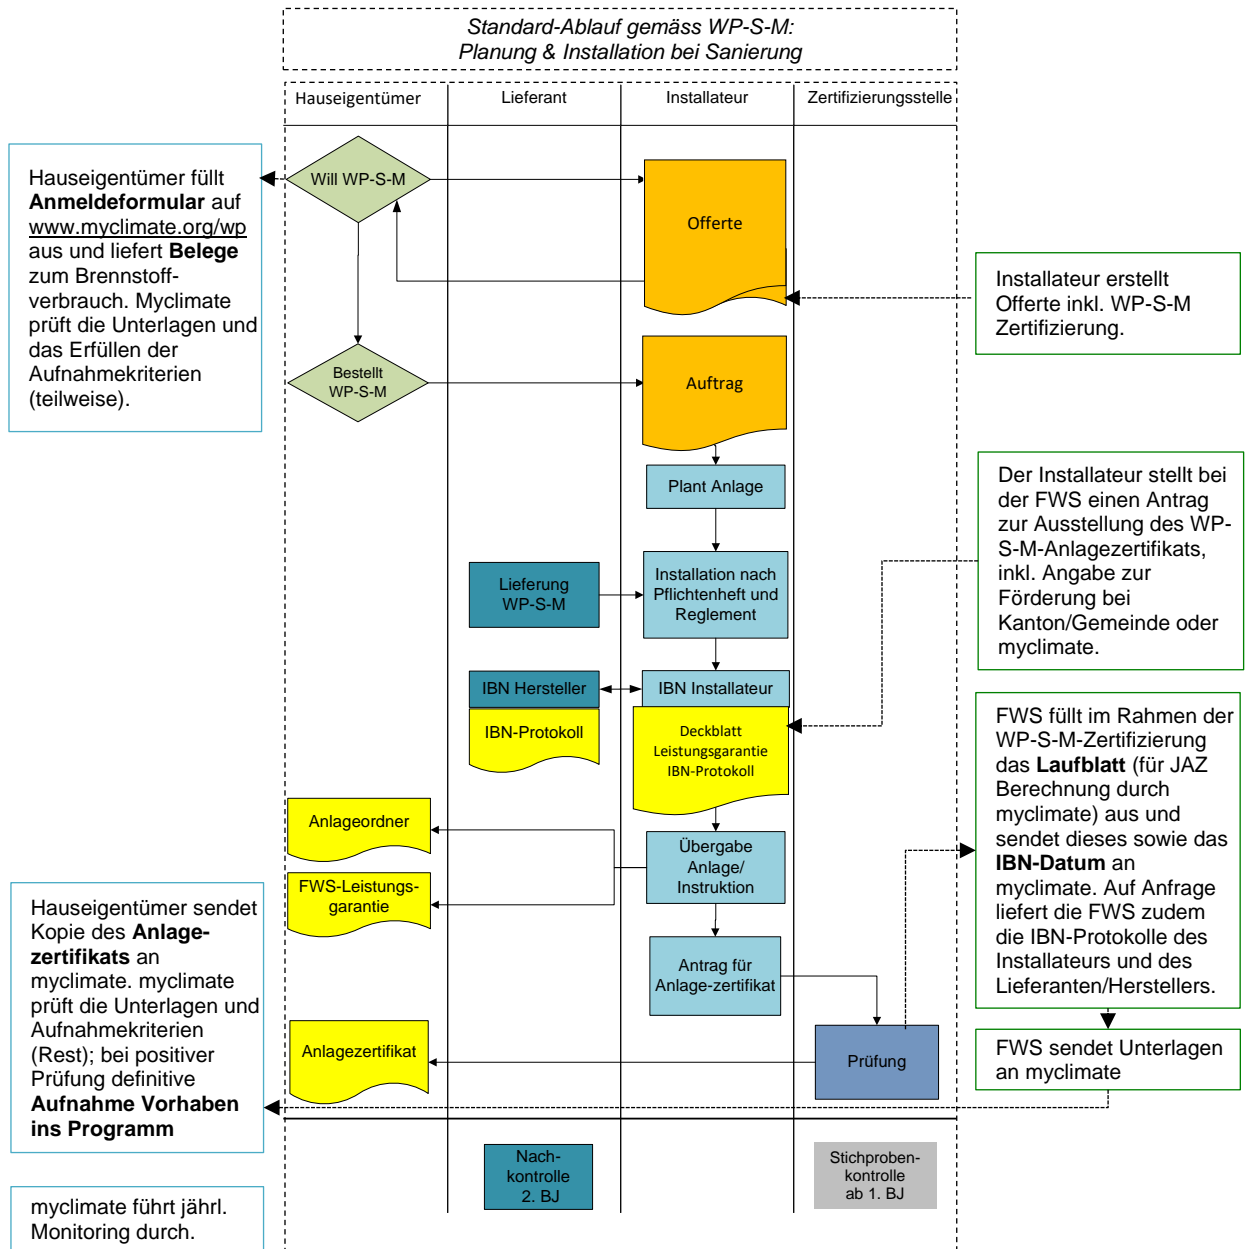 Standard-Ablauf gemäss WP-S-M:
Planung & Installation bei Sanierung
Hauseigentümer
Lieferant
Installateur
Zertifizierungsstelle
Hauseigentümer füllt
Anmeldeformular auf
www.myclimate.org/wp
aus und liefert Belege
zum Brennstoff-
verbrauch. Myclimate
prüft die Unterlagen und
das Erfüllen der
Aufnahmekriterien
(teilweise).
Will WP-S-M
Offerte
Installateur erstellt
Offerte inkl. WP-S-M
Zertifizierung.
Bestellt
WP-S-M
Auftrag
Plant Anlage
Der Installateur stellt bei
der FWS einen Antrag
zur Ausstellung des WP-
S-M-Anlagezertifikats,
inkl. Angabe zur
Förderung bei
Kanton/Gemeinde oder
myclimate.
Lieferung
WP-S-M
Installation nach
Pflichtenheft und
Reglement
IBN Hersteller
IBN Installateur
IBN-Protokoll
Deckblatt
Leistungsgarantie
IBN-Protokoll
FWS füllt im Rahmen der
WP-S-M-Zertifizierung
das Laufblatt (für JAZ
Berechnung durch
myclimate) aus und
sendet dieses sowie das
IBN-Datum an
myclimate. Auf Anfrage
liefert die FWS zudem
die IBN-Protokolle des
Installateurs und des
Lieferanten/Herstellers.
Anlageordner
Übergabe
Anlage/
Instruktion
FWS-Leistungs-
garantie
Hauseigentümer sendet
Kopie des Anlage-
zertifikats an
myclimate. myclimate
prüft die Unterlagen und
Aufnahmekriterien
(Rest); bei positiver
Prüfung definitive
Aufnahme Vorhaben
ins Programm
Antrag für
Anlage-zertifikat
Anlagezertifikat
Prüfung
FWS sendet Unterlagen
an myclimate
Nach-
kontrolle
2. BJ
Stichproben-
kontrolle
ab 1. BJ
myclimate führt jährl.
Monitoring durch.